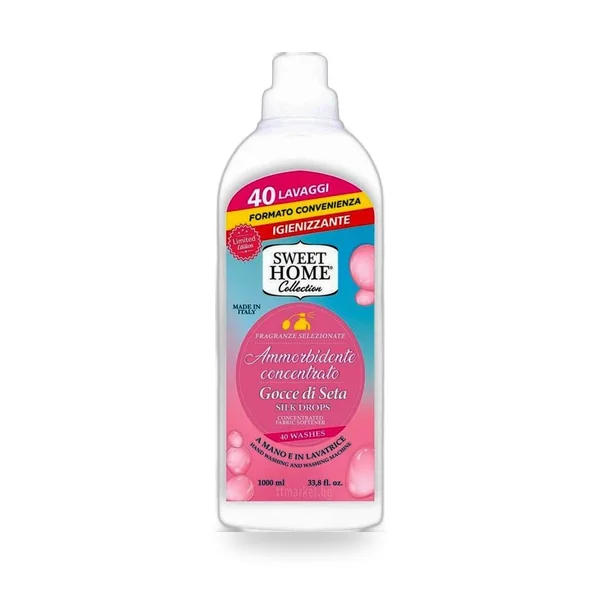 40 LAVAGGI
FORMATO CONVENIENZA
IGIENIZZANTE
Limited
Edition
SWEET
HOME®
Collection
MADE IN
ITALY
FRAGRANZE SELEZIONATE
Ammorbidente
concentrato
Gocce di Seta
SILK DROPS
CONCENTRATED
FABRIC SOFTENER
40 WASHES
A MANO E IN LAVATRICE
HAND WASHING AND WASHING MACHINE
1000 ml 33,8 fl. oz.
ttmarket.bg